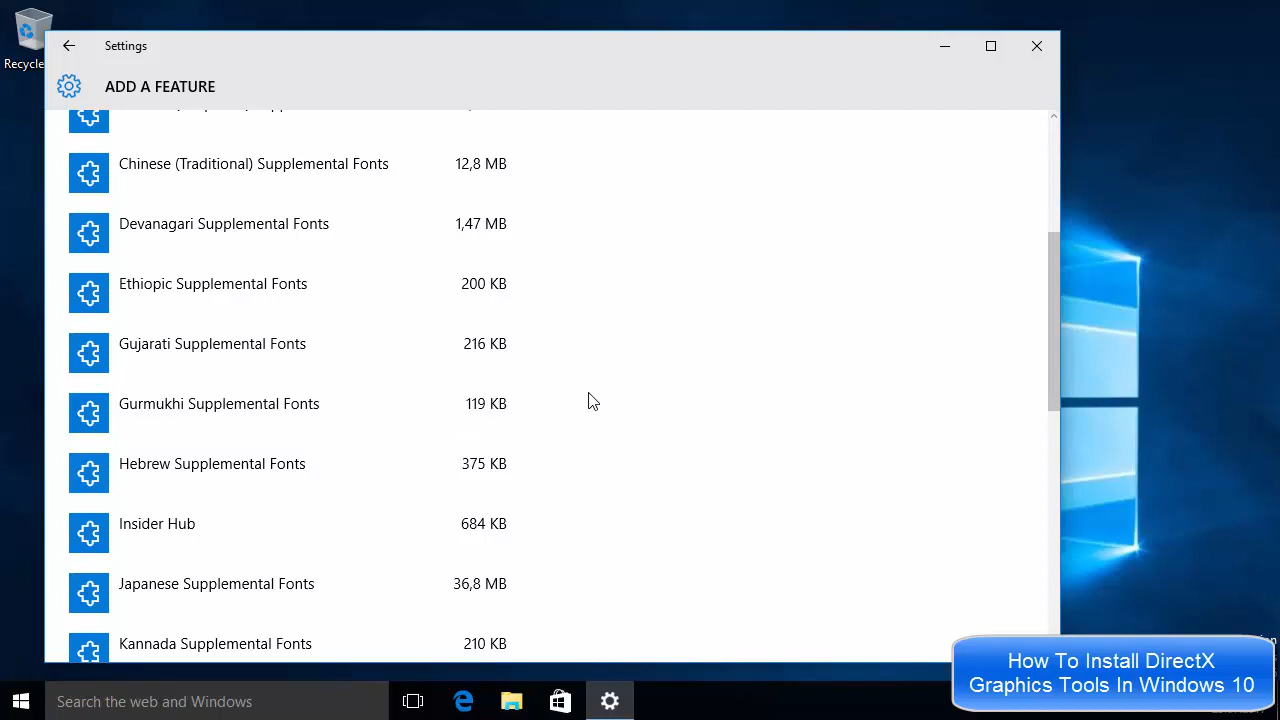 Recycle
Settings
ADD A FEATURE
Chinese (Traditional) Supplemental Fonts 12,8 MB
Devanagari Supplemental Fonts 1,47 MB
Ethiopic Supplemental Fonts 200 KB
Gujarati Supplemental Fonts 216 KB
Gurmukhi Supplemental Fonts 119 KB
Hebrew Supplemental Fonts 375 KB
Insider Hub 684 KB
Japanese Supplemental Fonts 36,8 MB
Kannada Supplemental Fonts 210 KB
How To Install DirectX
Graphics Tools In Windows 10
Search the web and Windows